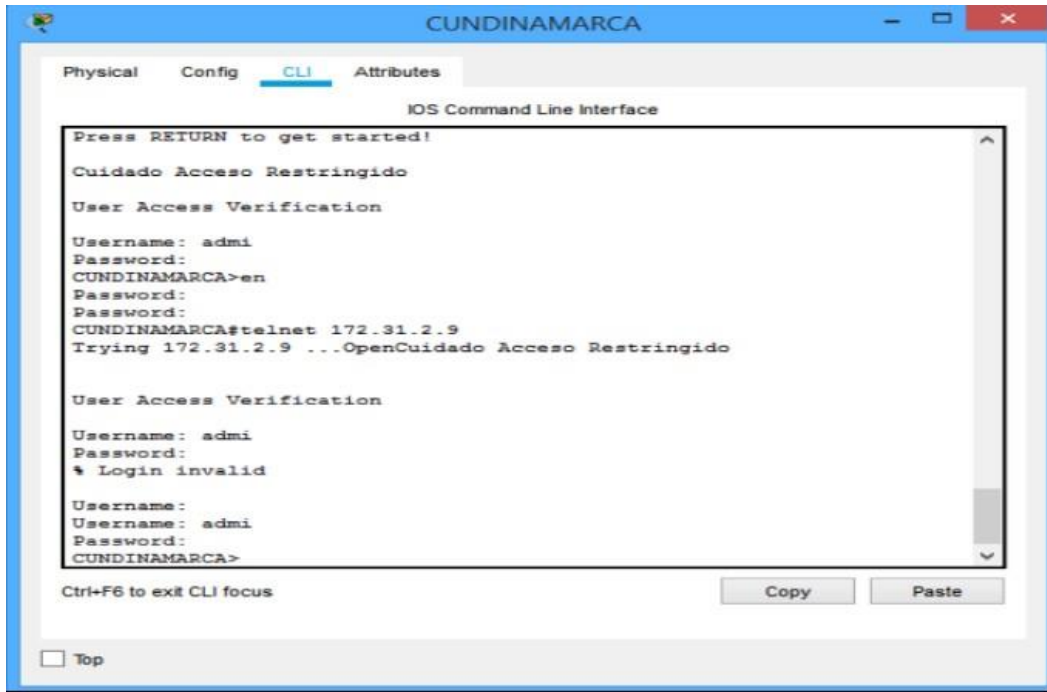 CUNDINAMARCA
Physical Config CLI Attributes
IOS Command Line Interface
Press RETURN to get started!
Cuidado Acceso Restringido
User Access Verification
Username: admi
Password:
CUNDINAMARCA>en
Password:
Password:
CUNDINAMARCA#telnet 172.31.2.9
Trying 172.31.2.9 ...OpenCuidado Acceso Restringido
User Access Verification
Username: admi
Password:
% Login invalid
Username:
Username: admi
Password:
CUNDINAMARCA>
Ctrl+F6 to exit CLI focus
Copy Paste
Top